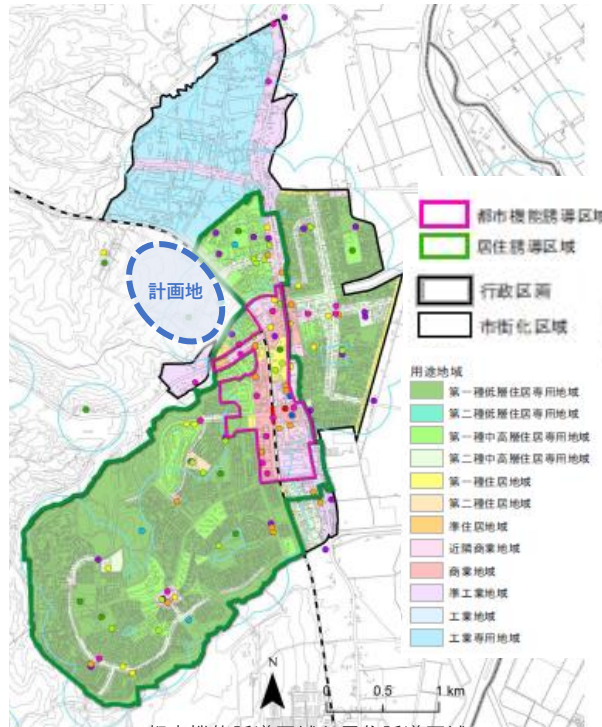 計画地
都市機能誘導区域
居住誘導区域
行政区画
市街化区域
用途地域
第一種低層住居専用地域
第二種低層住居専用地域
第一種中高層住居専用地域
第二種中高層住居専用地域
第一種住居地域
第二種住居地域
準住居地域
近隣商業地域
商業地域
準工業地域
工業地域
工業専用地域
N
0 0.5 1 km